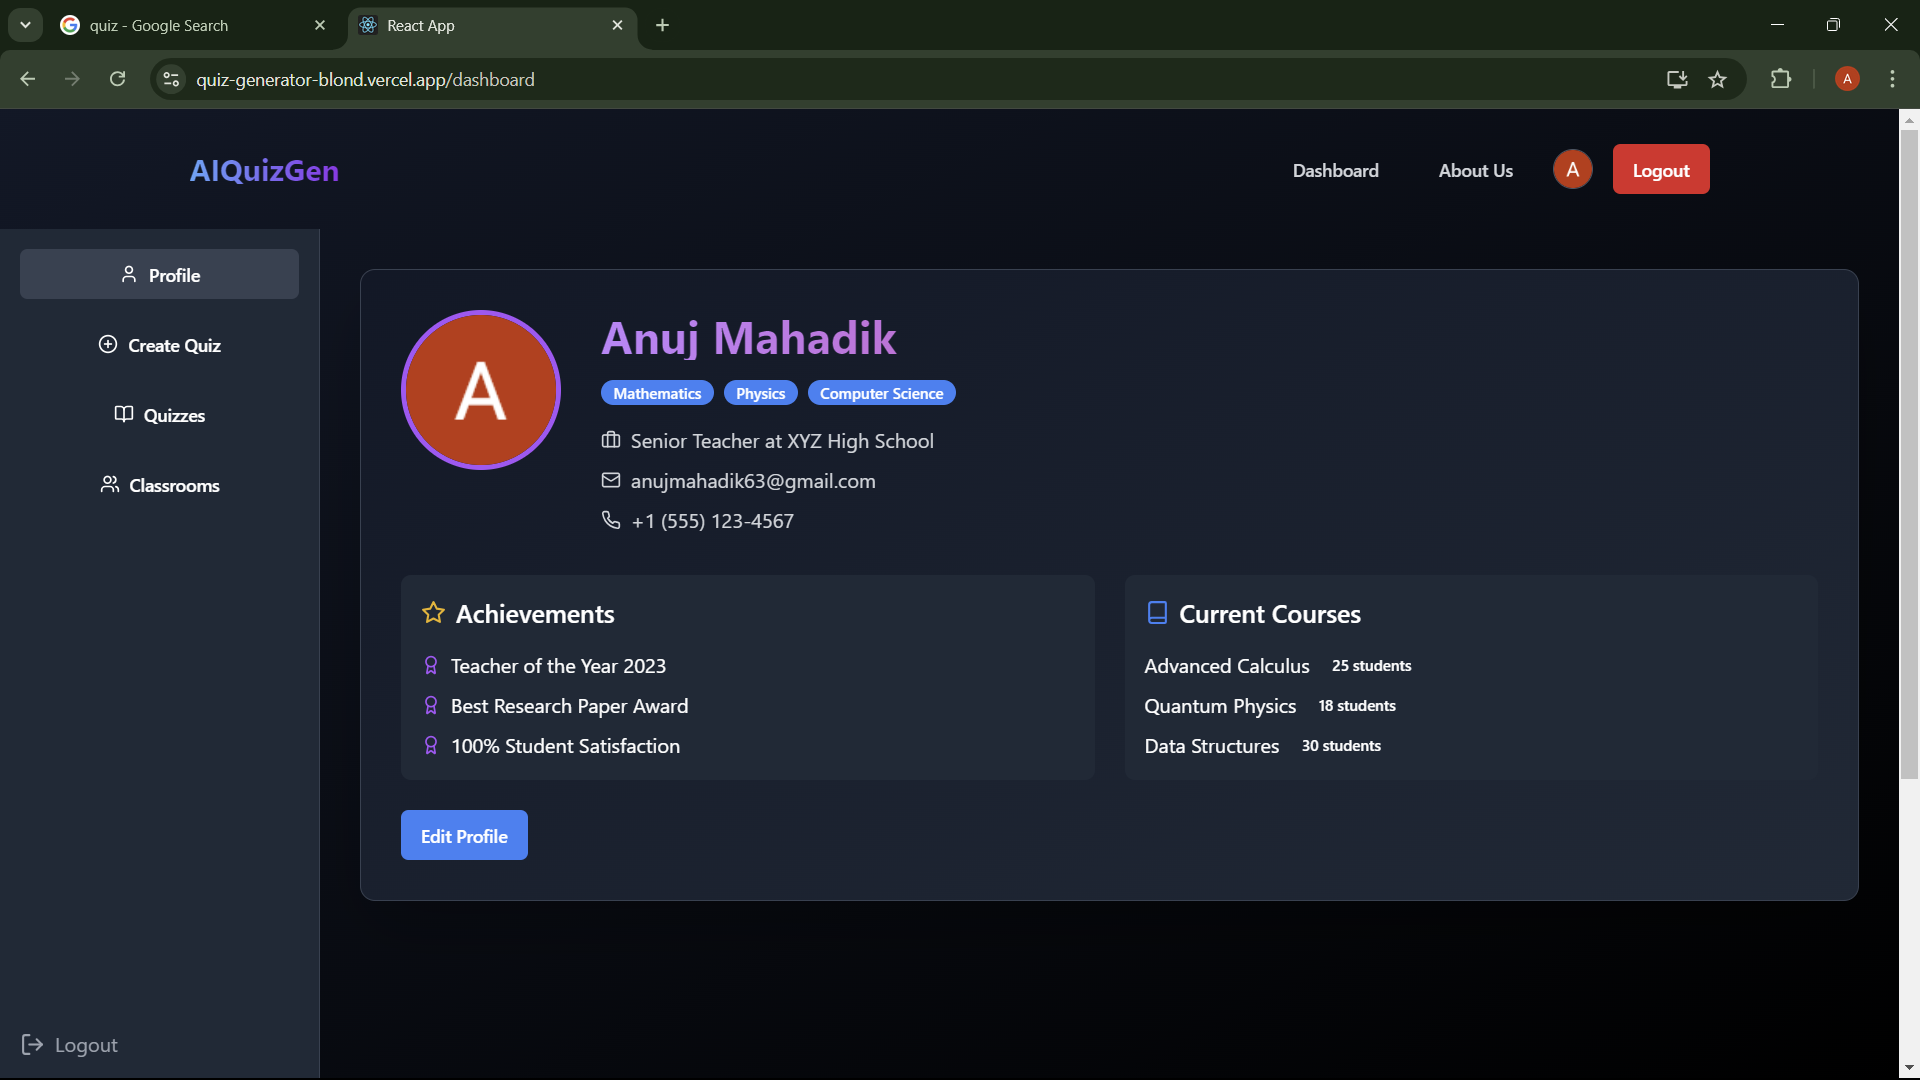 quiz - Google Search
React App
quiz-generator-blond.vercel.app/dashboard
A
AIQuizGen
Dashboard
About Us
A
Logout
Profile
Create Quiz
Quizzes
Classrooms
Logout
A
Anuj Mahadik
Mathematics
Physics
Computer Science
Senior Teacher at XYZ High School
anujmahadik63@gmail.com
+1 (555) 123-4567
Achievements
Teacher of the Year 2023
Best Research Paper Award
100% Student Satisfaction
Current Courses
Advanced Calculus 25 students
Quantum Physics 18 students
Data Structures 30 students
Edit Profile